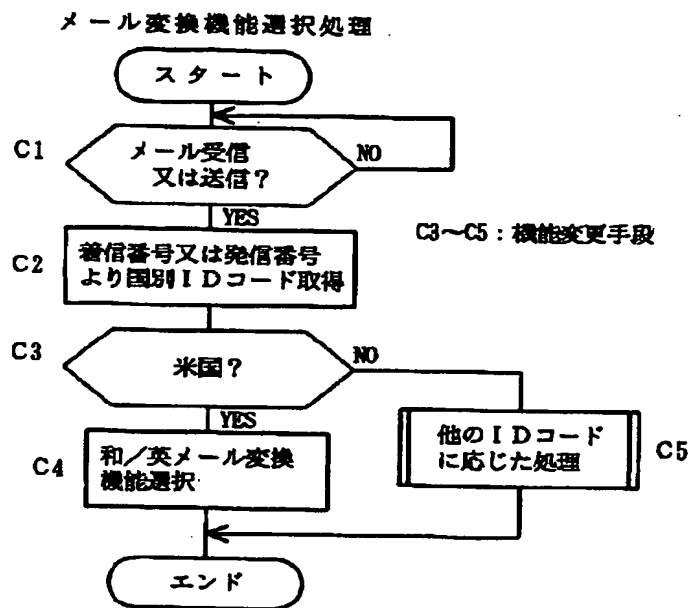 メール変換機能選択処理
スタート
C1
メール受信
又は送信？
NO
YES
C3～C5：機能変更手段
C2
着信番号又は発信番号
より国別ＩＤコード取得
C3
米国？
NO
YES
C4
和／英メール変換
機能選択
他のＩＤコード
に応じた処理
C5
エンド